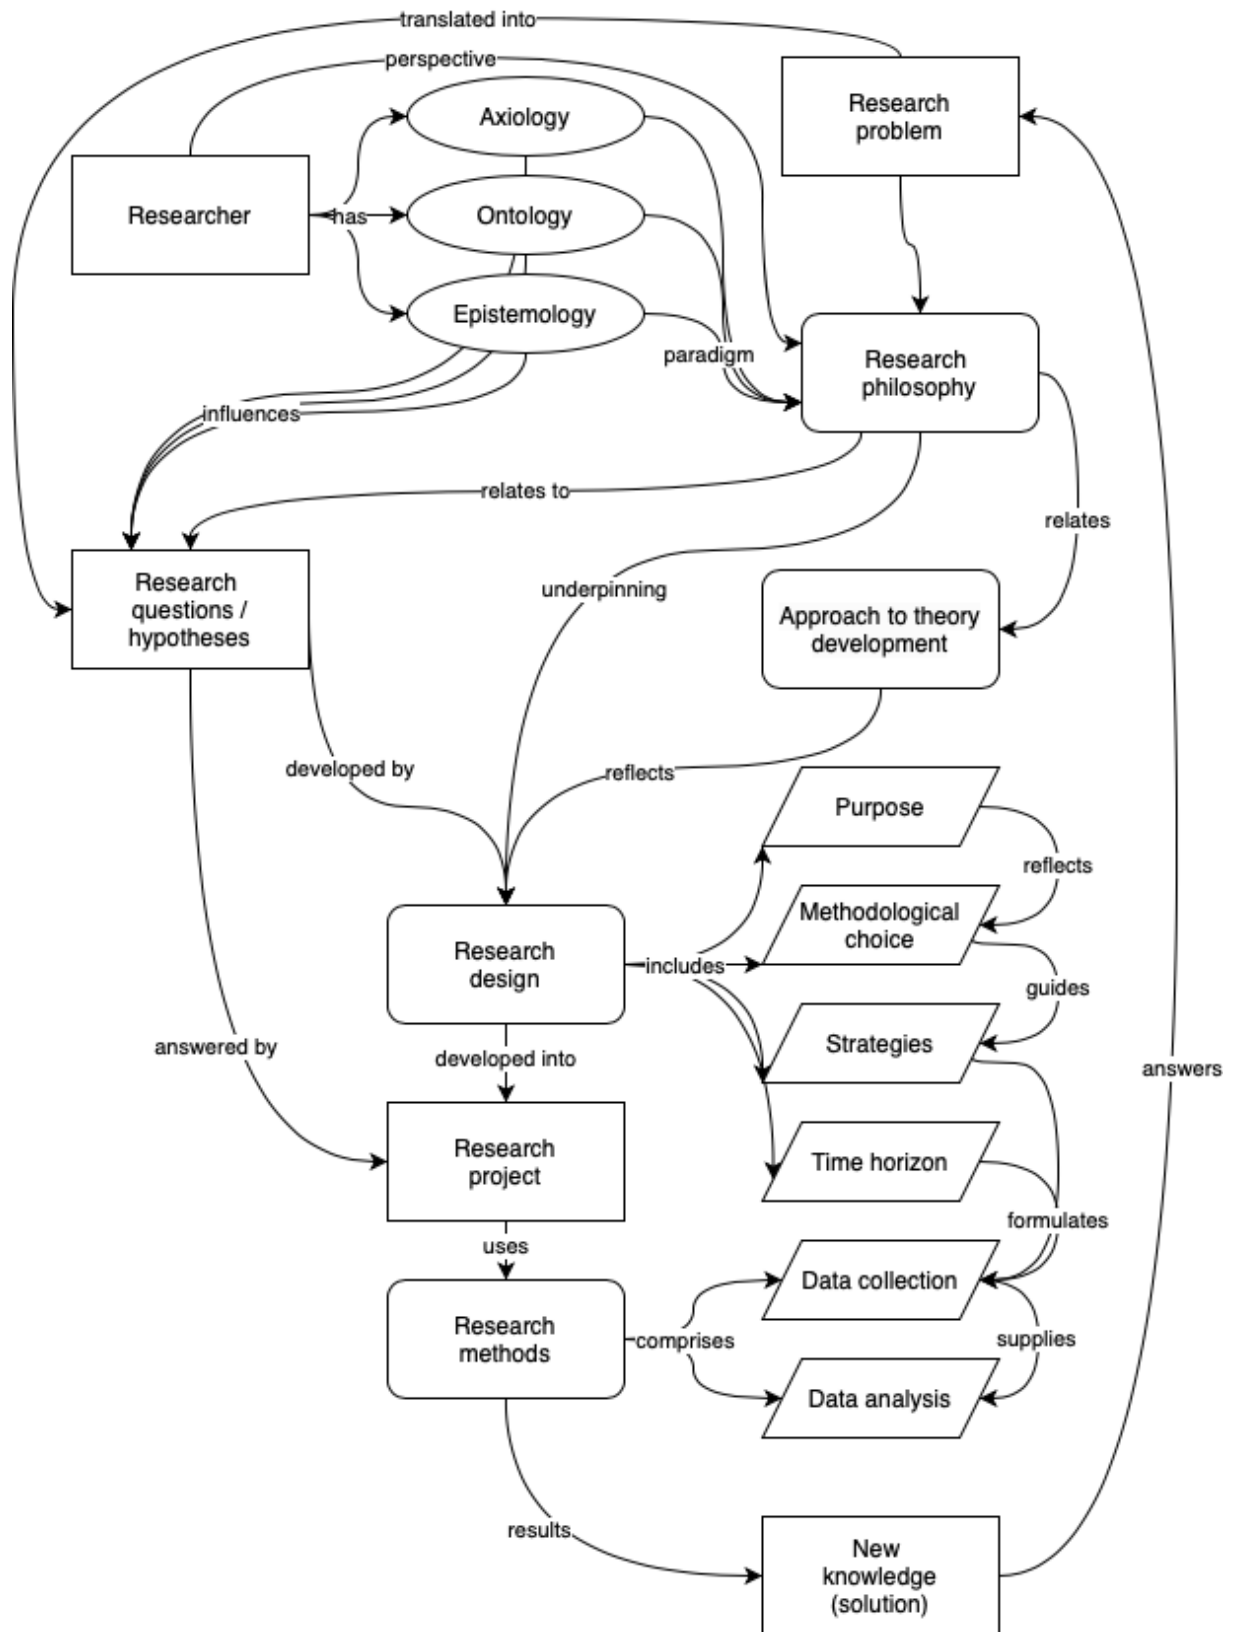 translated into
perspective
Axiology
Research
problem
Researcher
has
Ontology
Epistemology
paradigm
Research
philosophy
influences
relates to
relates
Research
questions /
hypotheses
underpinning
Approach to theory
development
developed by
reflects
Purpose
reflects
Methodological
choice
Research
design
includes
guides
Strategies
answered by
developed into
answers
Research
project
Time horizon
formulates
uses
Data collection
Research
methods
comprises
supplies
Data analysis
results
New
knowledge
(solution)